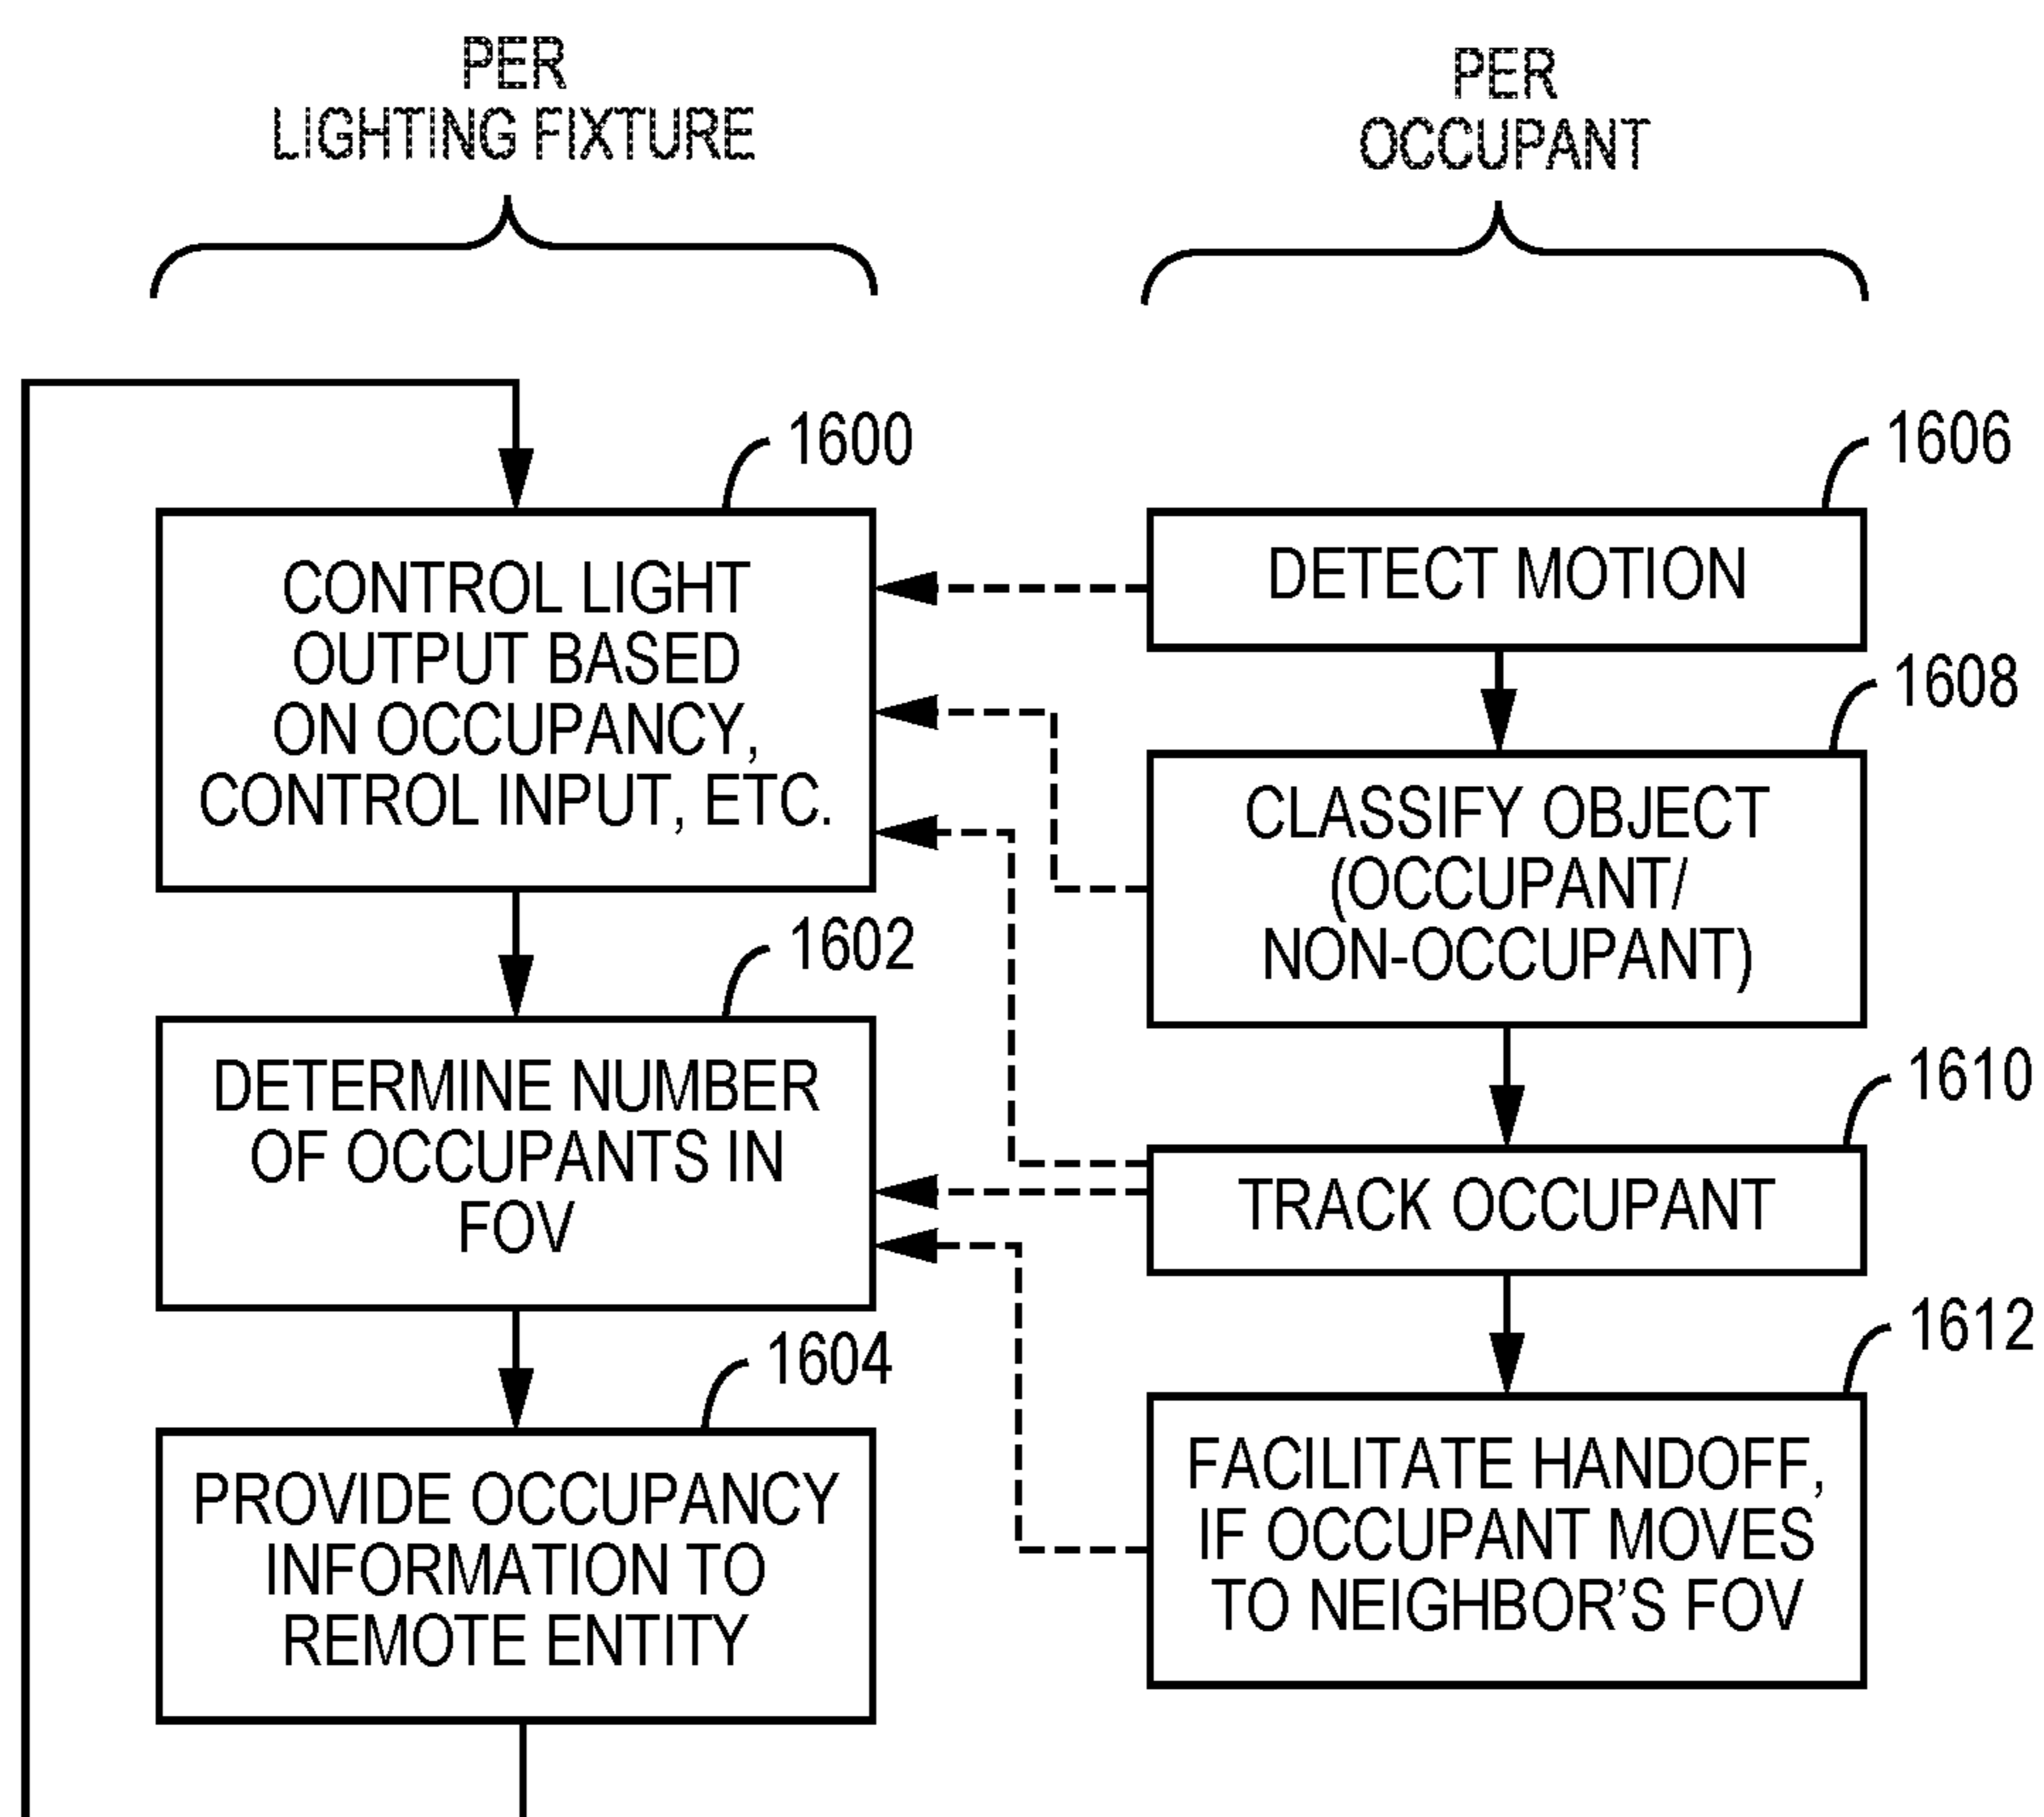 PER
LIGHTING FIXTURE
PER
OCCUPANT
1600
CONTROL LIGHT
OUTPUT BASED
ON OCCUPANCY,
CONTROL INPUT, ETC.
1602
DETERMINE NUMBER
OF OCCUPANTS IN
FOV
1604
PROVIDE OCCUPANCY
INFORMATION TO
REMOTE ENTITY
1606
DETECT MOTION
1608
CLASSIFY OBJECT
(OCCUPANT/
NON-OCCUPANT)
1610
TRACK OCCUPANT
1612
FACILITATE HANDOFF,
IF OCCUPANT MOVES
TO NEIGHBOR’S FOV